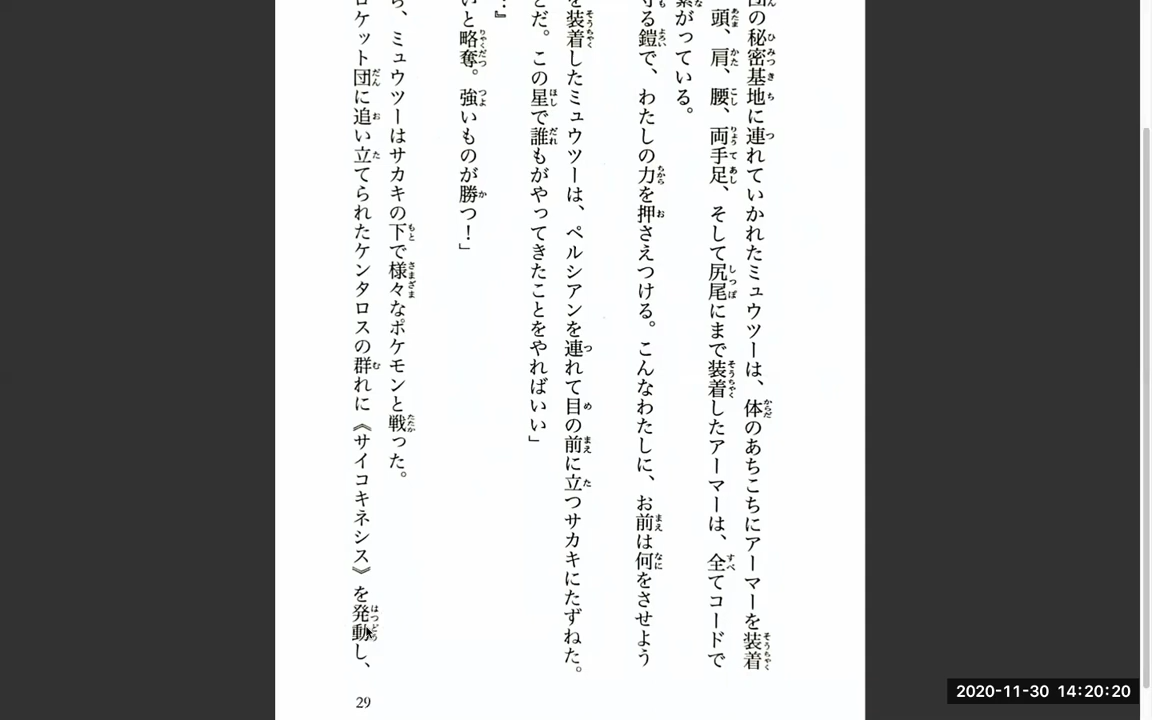 の秘密基地に連れていかれたミュウツーは、体のあちこちにアーマーを装着
頭、肩、腰、両手足、そして尻尾にまで装着したアーマーは、全てコードで
がっている。
る鎧で、わたしの力を押さえつける。こんなわたしに、お前は何をさせよう
装着したミュウツーは、ペルシアンを連れて目の前に立つサカキにたずねた。
とだ。この星で誰もがやってきたことをやればいい」
』
いと略奪。強いものが勝つ！」
ら、ミュウツーはサカキの下で様々なポケモンと戦った。
ロケット団に追い立てられたケンタロスの群れに《サイコキネシス》を発動し、
29
2020-11-30 14:20:20